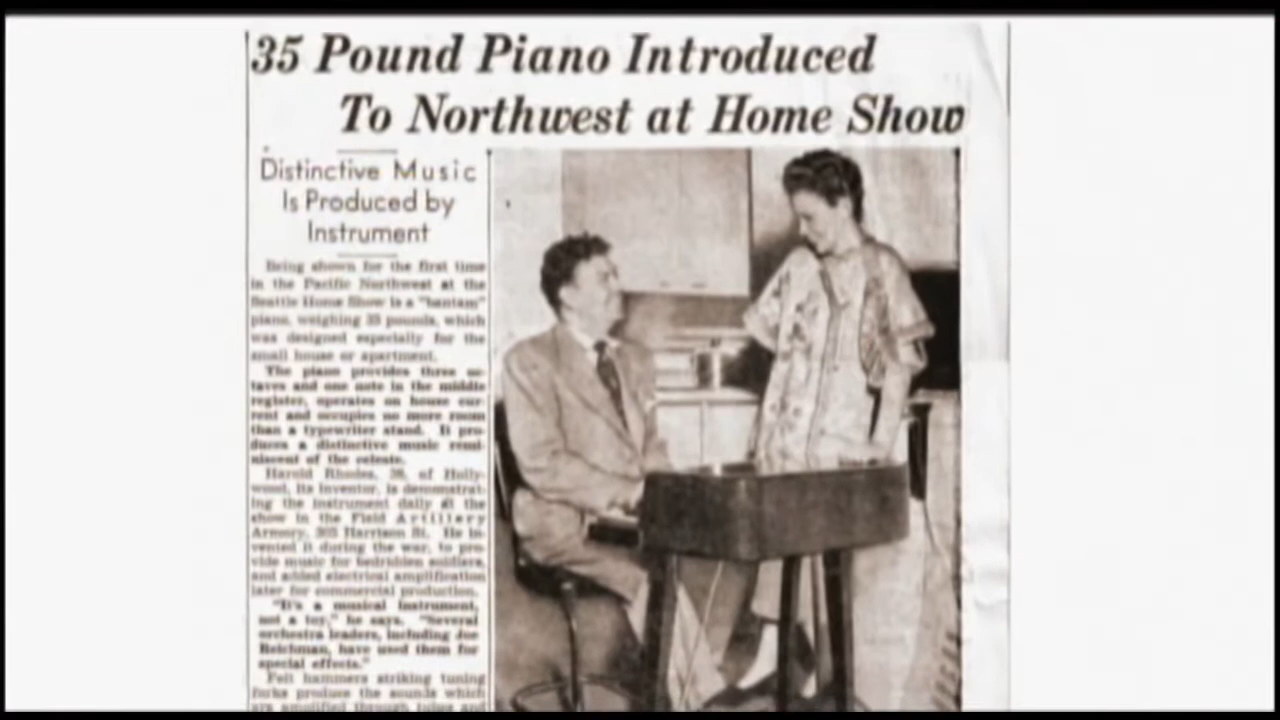 35 Pound Piano Introduced
To Northwest at Home Show
Distinctive Music
Is Produced by
Instrument
Being shown for the first time
in the Pacific Northwest at the
Seattle Home Show is a "bantam"
piano, weighing 35 pounds, which
was designed especially for the
small house or apartment.
The piano provides three oc-
taves and one note in the middle
register, operates on house cur-
rent and occupies no more room
than a typewriter stand. It pro-
duces a distinctive music remi-
niscent of the celeste.
Harold Rhodes, 36, of Holly-
wood, its inventor, is demonstrat-
ing the instrument daily at the
show in the Field Artillery
Armory, 305 Harrison St. He in-
vented it during the war, to pro-
vide music for bedridden soldiers,
and added electrical amplification
later for commercial production.
"It's a musical instrument,
not a toy," he says. "Several
orchestra leaders, including Joe
Reichman, have used them for
special effects."
Felt hammers striking tuning
forks produce the sounds which
are amplified through tubes and